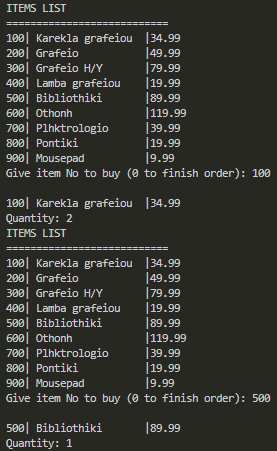 ITEMS LIST
===========================
100| Karekla grafeiou  |34.99
200| Grafeio           |49.99
300| Grafeio H/Y       |79.99
400| Lamba grafeiou    |19.99
500| Bibliothiki       |89.99
600| Othonh            |119.99
700| Plhktrologio      |39.99
800| Pontiki           |19.99
900| Mousepad          |9.99
Give item No to buy (0 to finish order): 100
100| Karekla grafeiou  |34.99
Quantity: 2
ITEMS LIST
===========================
100| Karekla grafeiou  |34.99
200| Grafeio           |49.99
300| Grafeio H/Y       |79.99
400| Lamba grafeiou    |19.99
500| Bibliothiki       |89.99
600| Othonh            |119.99
700| Plhktrologio      |39.99
800| Pontiki           |19.99
900| Mousepad          |9.99
Give item No to buy (0 to finish order): 500
500| Bibliothiki       |89.99
Quantity: 1